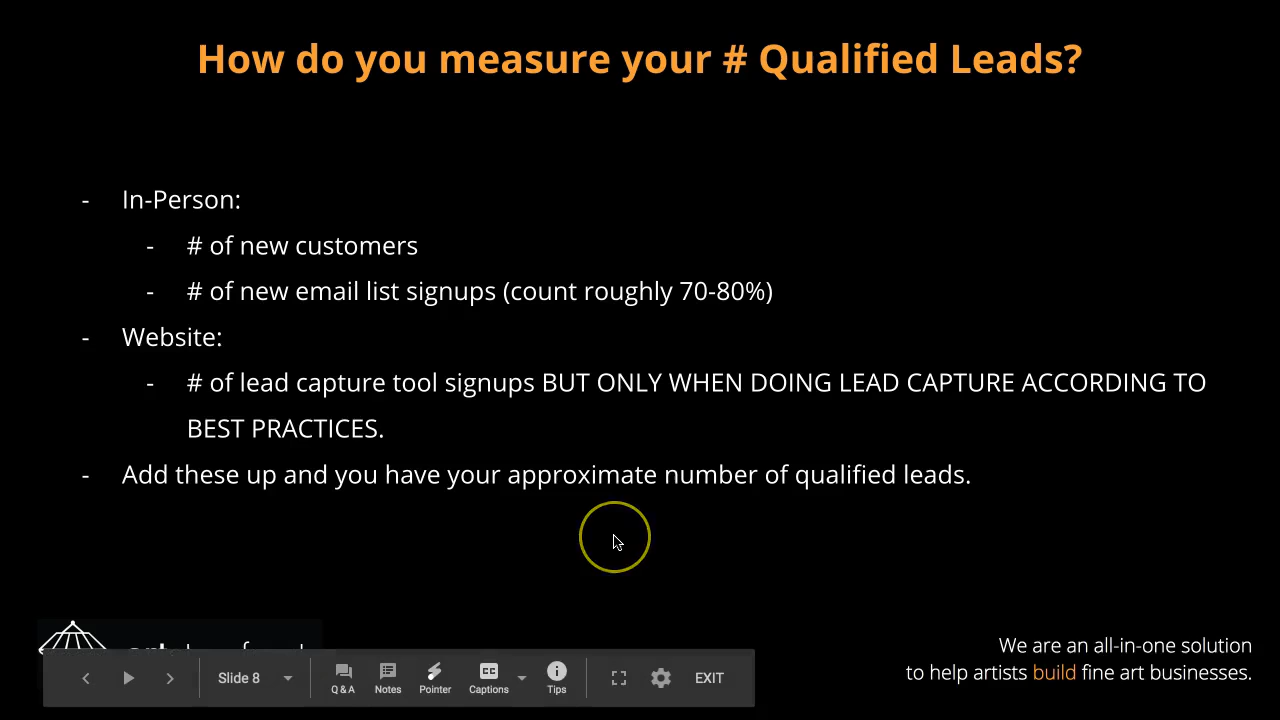 How do you measure your # Qualified Leads?
- In-Person:
- # of new customers
- # of new email list signups (count roughly 70-80%)
- Website:
- # of lead capture tool signups BUT ONLY WHEN DOING LEAD CAPTURE ACCORDING TO
BEST PRACTICES.
- Add these up and you have your approximate number of qualified leads.
We are an all-in-one solution
to help artists build fine art businesses.
Slide 8
Q & A
Notes
Pointer
Captions
Tips
EXIT